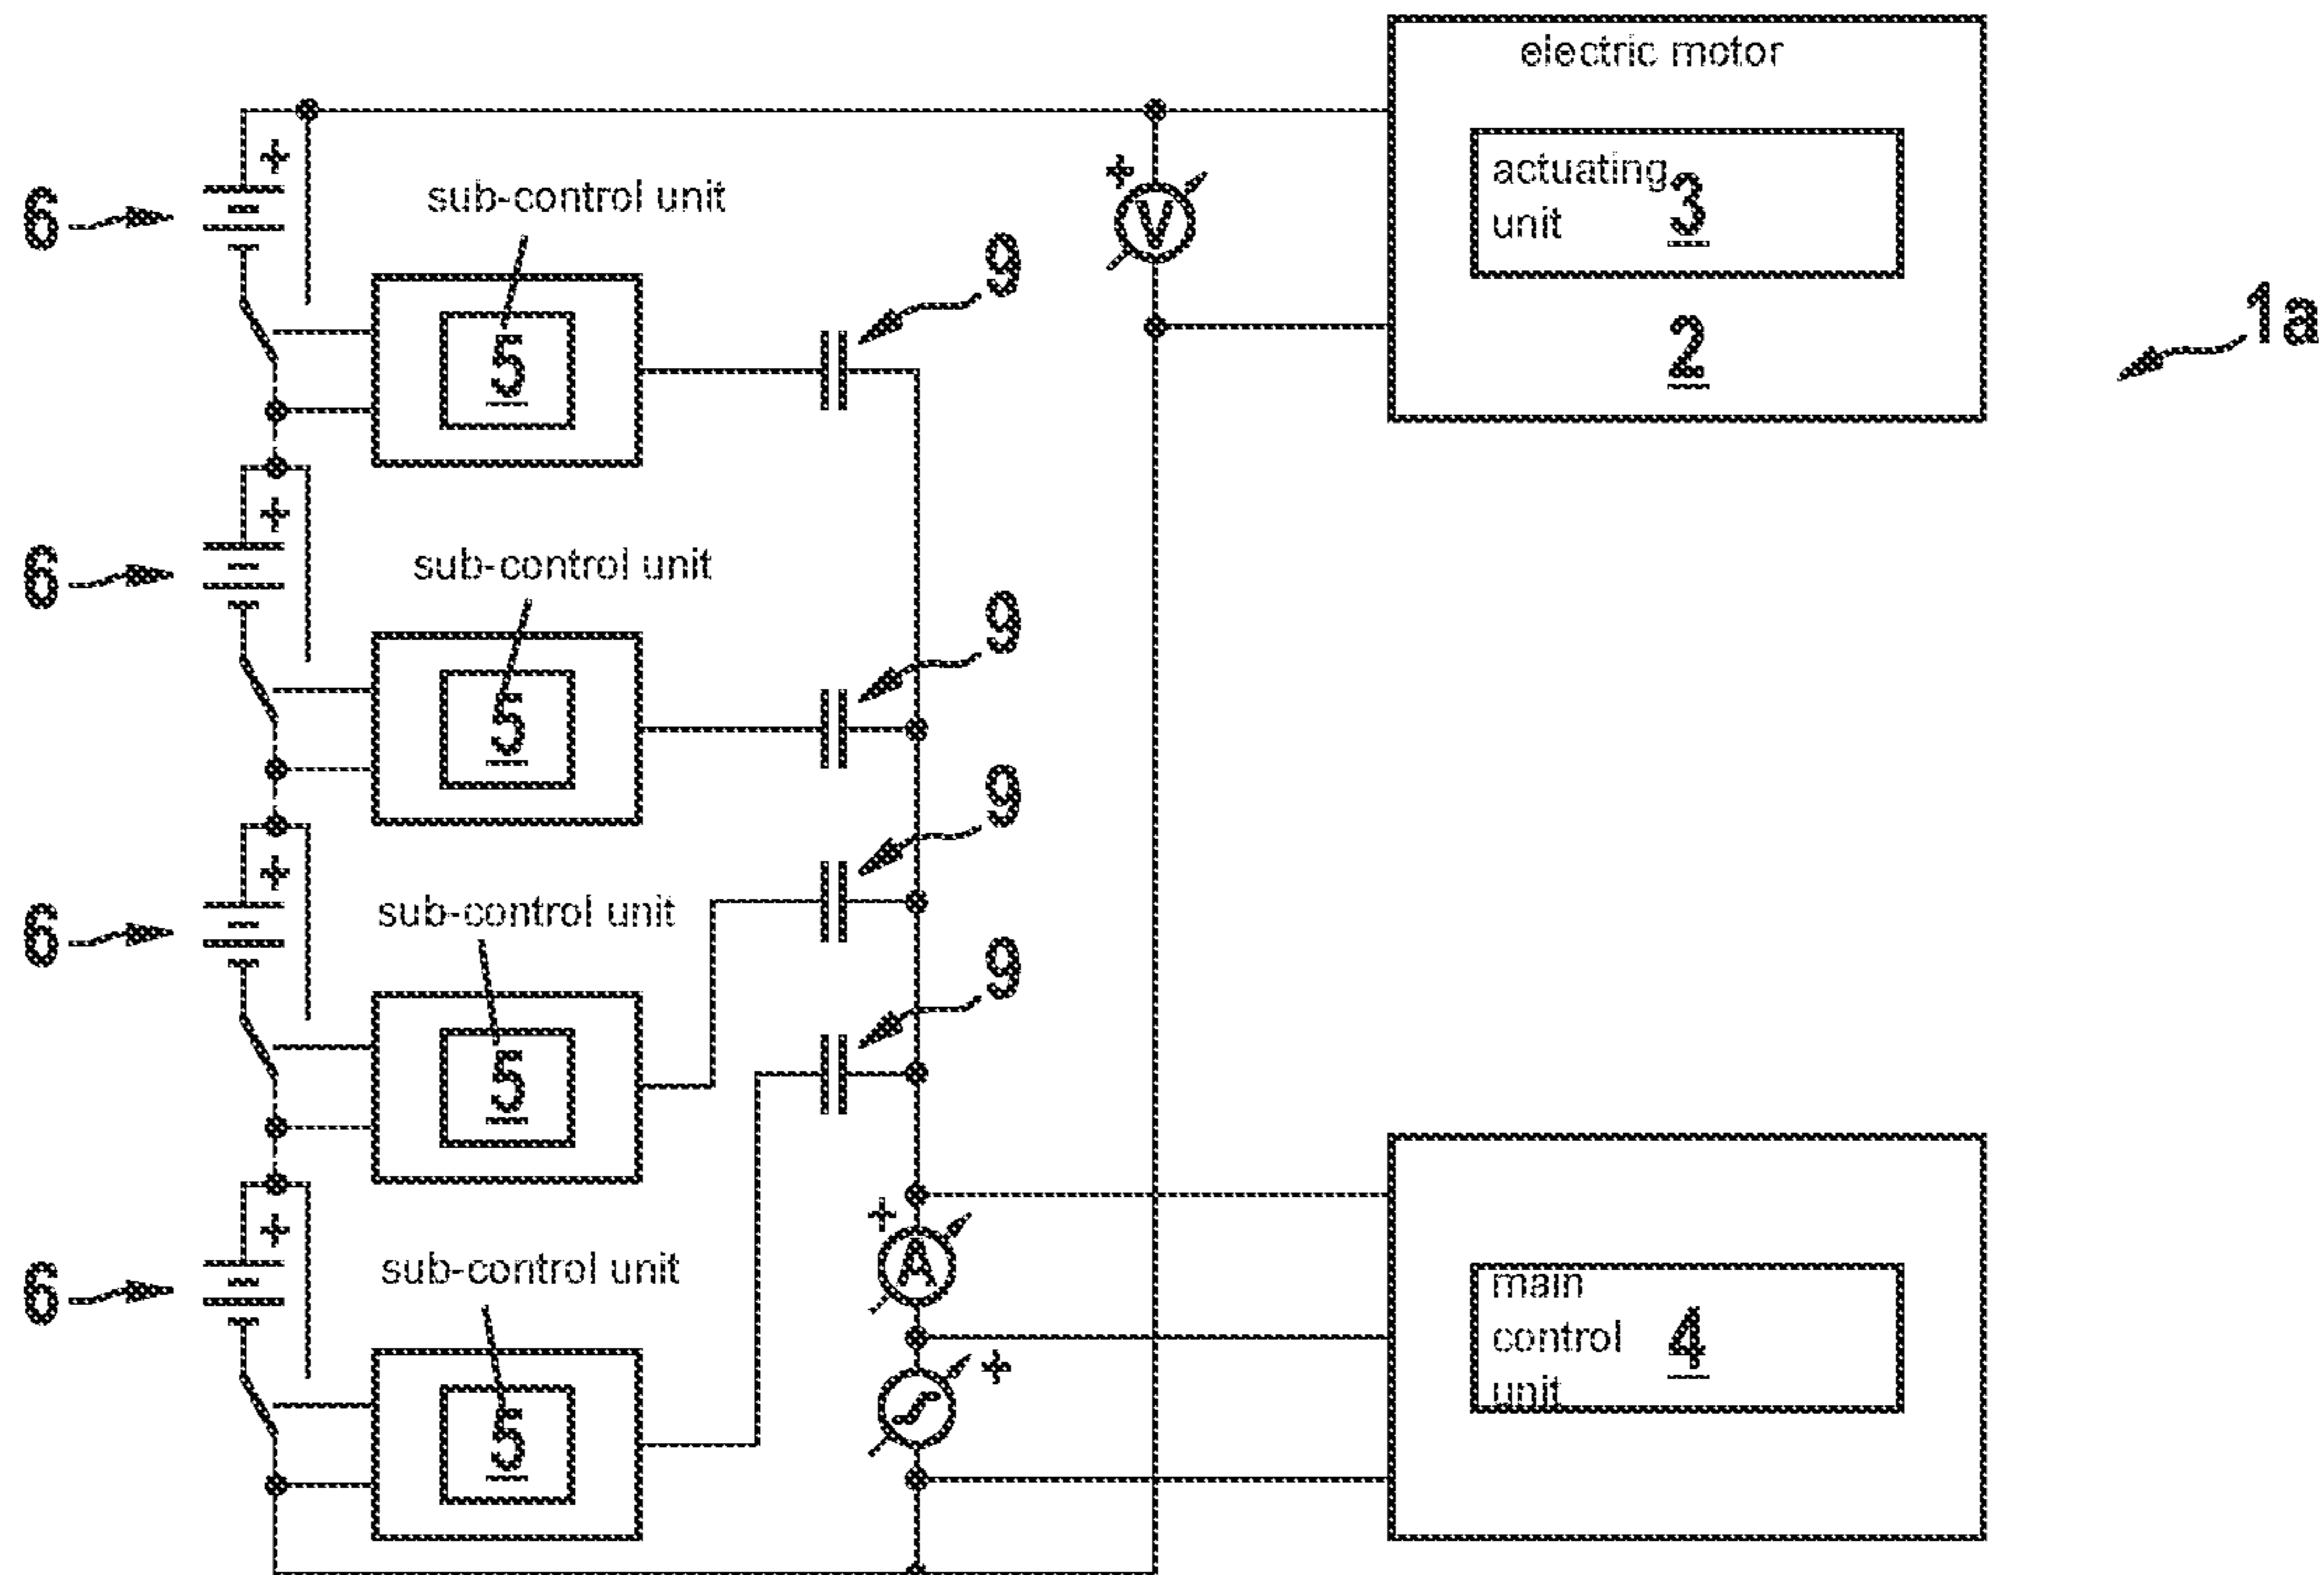 electric motor
actuating
unit
3
2
1a
+
6
sub-control unit
5
9
+
V
+
6
sub-control unit
5
9
+
6
sub-control unit
5
9
9
+
6
sub-control unit
5
+
A
+
main
control
unit
4